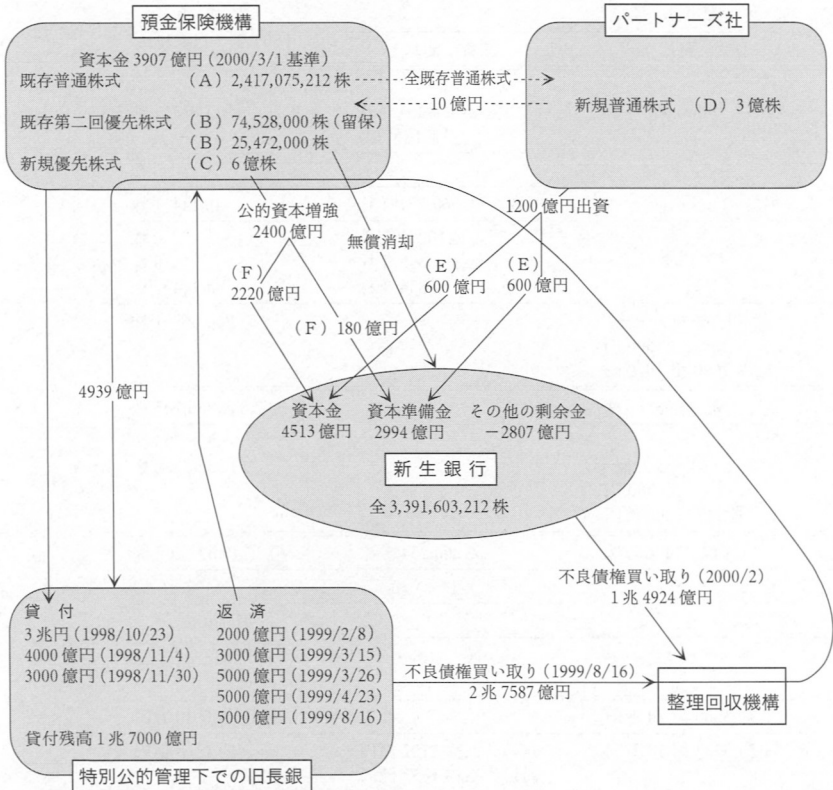 預金保険機構
資本金 3907 億円 (2000/3/1 基準)
既存普通株式 (A) 2,417,075,212 株
既存第二回優先株式 (B) 74,528,000 株 (留保)
(B) 25,472,000 株
新規優先株式 (C) 6 億株
全既存普通株式
10 億円
パートナーズ社
新規普通株式 (D) 3 億株
公的資本増強
2400 億円
無償消却
1200 億円出資
(F)
2220 億円
(F) 180 億円
(E)
600 億円
(E)
600 億円
4939 億円
資本金
4513 億円
資本準備金
2994 億円
その他の剰余金
−2807 億円
新生銀行
全 3,391,603,212 株
不良債権買い取り (2000/2)
1 兆 4924 億円
貸付
3 兆円 (1998/10/23)
4000 億円 (1998/11/4)
3000 億円 (1998/11/30)
返済
2000 億円 (1999/2/8)
3000 億円 (1999/3/15)
5000 億円 (1999/3/26)
5000 億円 (1999/4/23)
5000 億円 (1999/8/16)
貸付残高 1 兆 7000 億円
不良債権買い取り (1999/8/16)
2 兆 7587 億円
整理回収機構
特別公的管理下での旧長銀